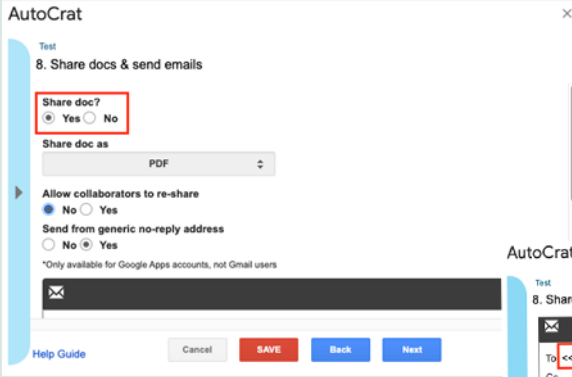 AutoCrat
Test
8. Share docs & send emails
Share doc?
Yes No
Share doc as
PDF
Allow collaborators to re-share
No Yes
Send from generic no-reply address
No Yes
*Only available for Google Apps accounts, not Gmail users
Help Guide
Cancel SAVE Back Next
AutoCrat
Test
8. Shar
To <<